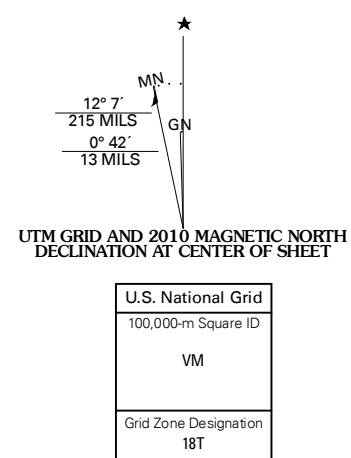 ★
MN
12° 7´
215 MILS
GN
0° 42´
13 MILS
UTM GRID AND 2010 MAGNETIC NORTH
DECLINATION AT CENTER OF SHEET
U.S. National Grid
100,000-m Square ID
VM
Grid Zone Designation
18T